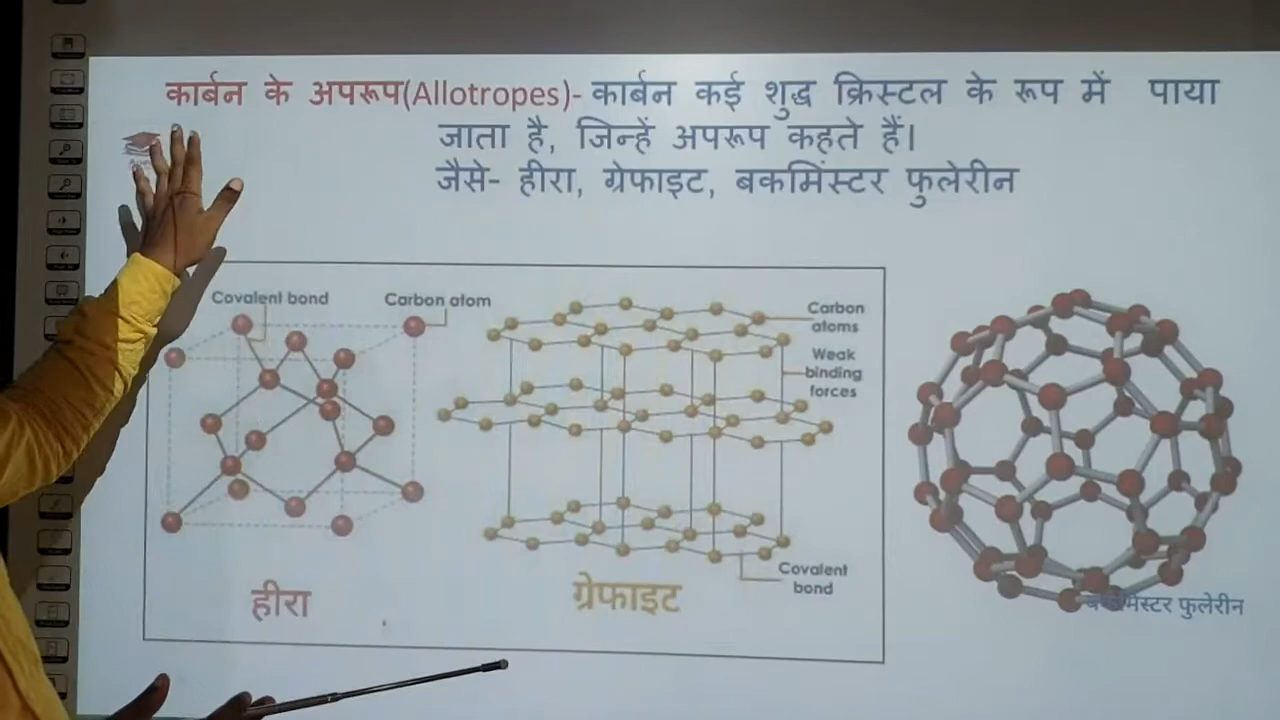 कार्बन के अपरूप(Allotropes)- कार्बन कई शुद्ध क्रिस्टल के रूप में पाया
जाता है, जिन्हें अपरूप कहते हैं।
जैसे- हीरा, ग्रेफाइट, बकमिंस्टर फुलेरीन
Covalent bond
Carbon atom
Carbon
atoms
Weak
binding
forces
Covalent
bond
हीरा
ग्रेफाइट
बकमिंस्टर फुलेरीन